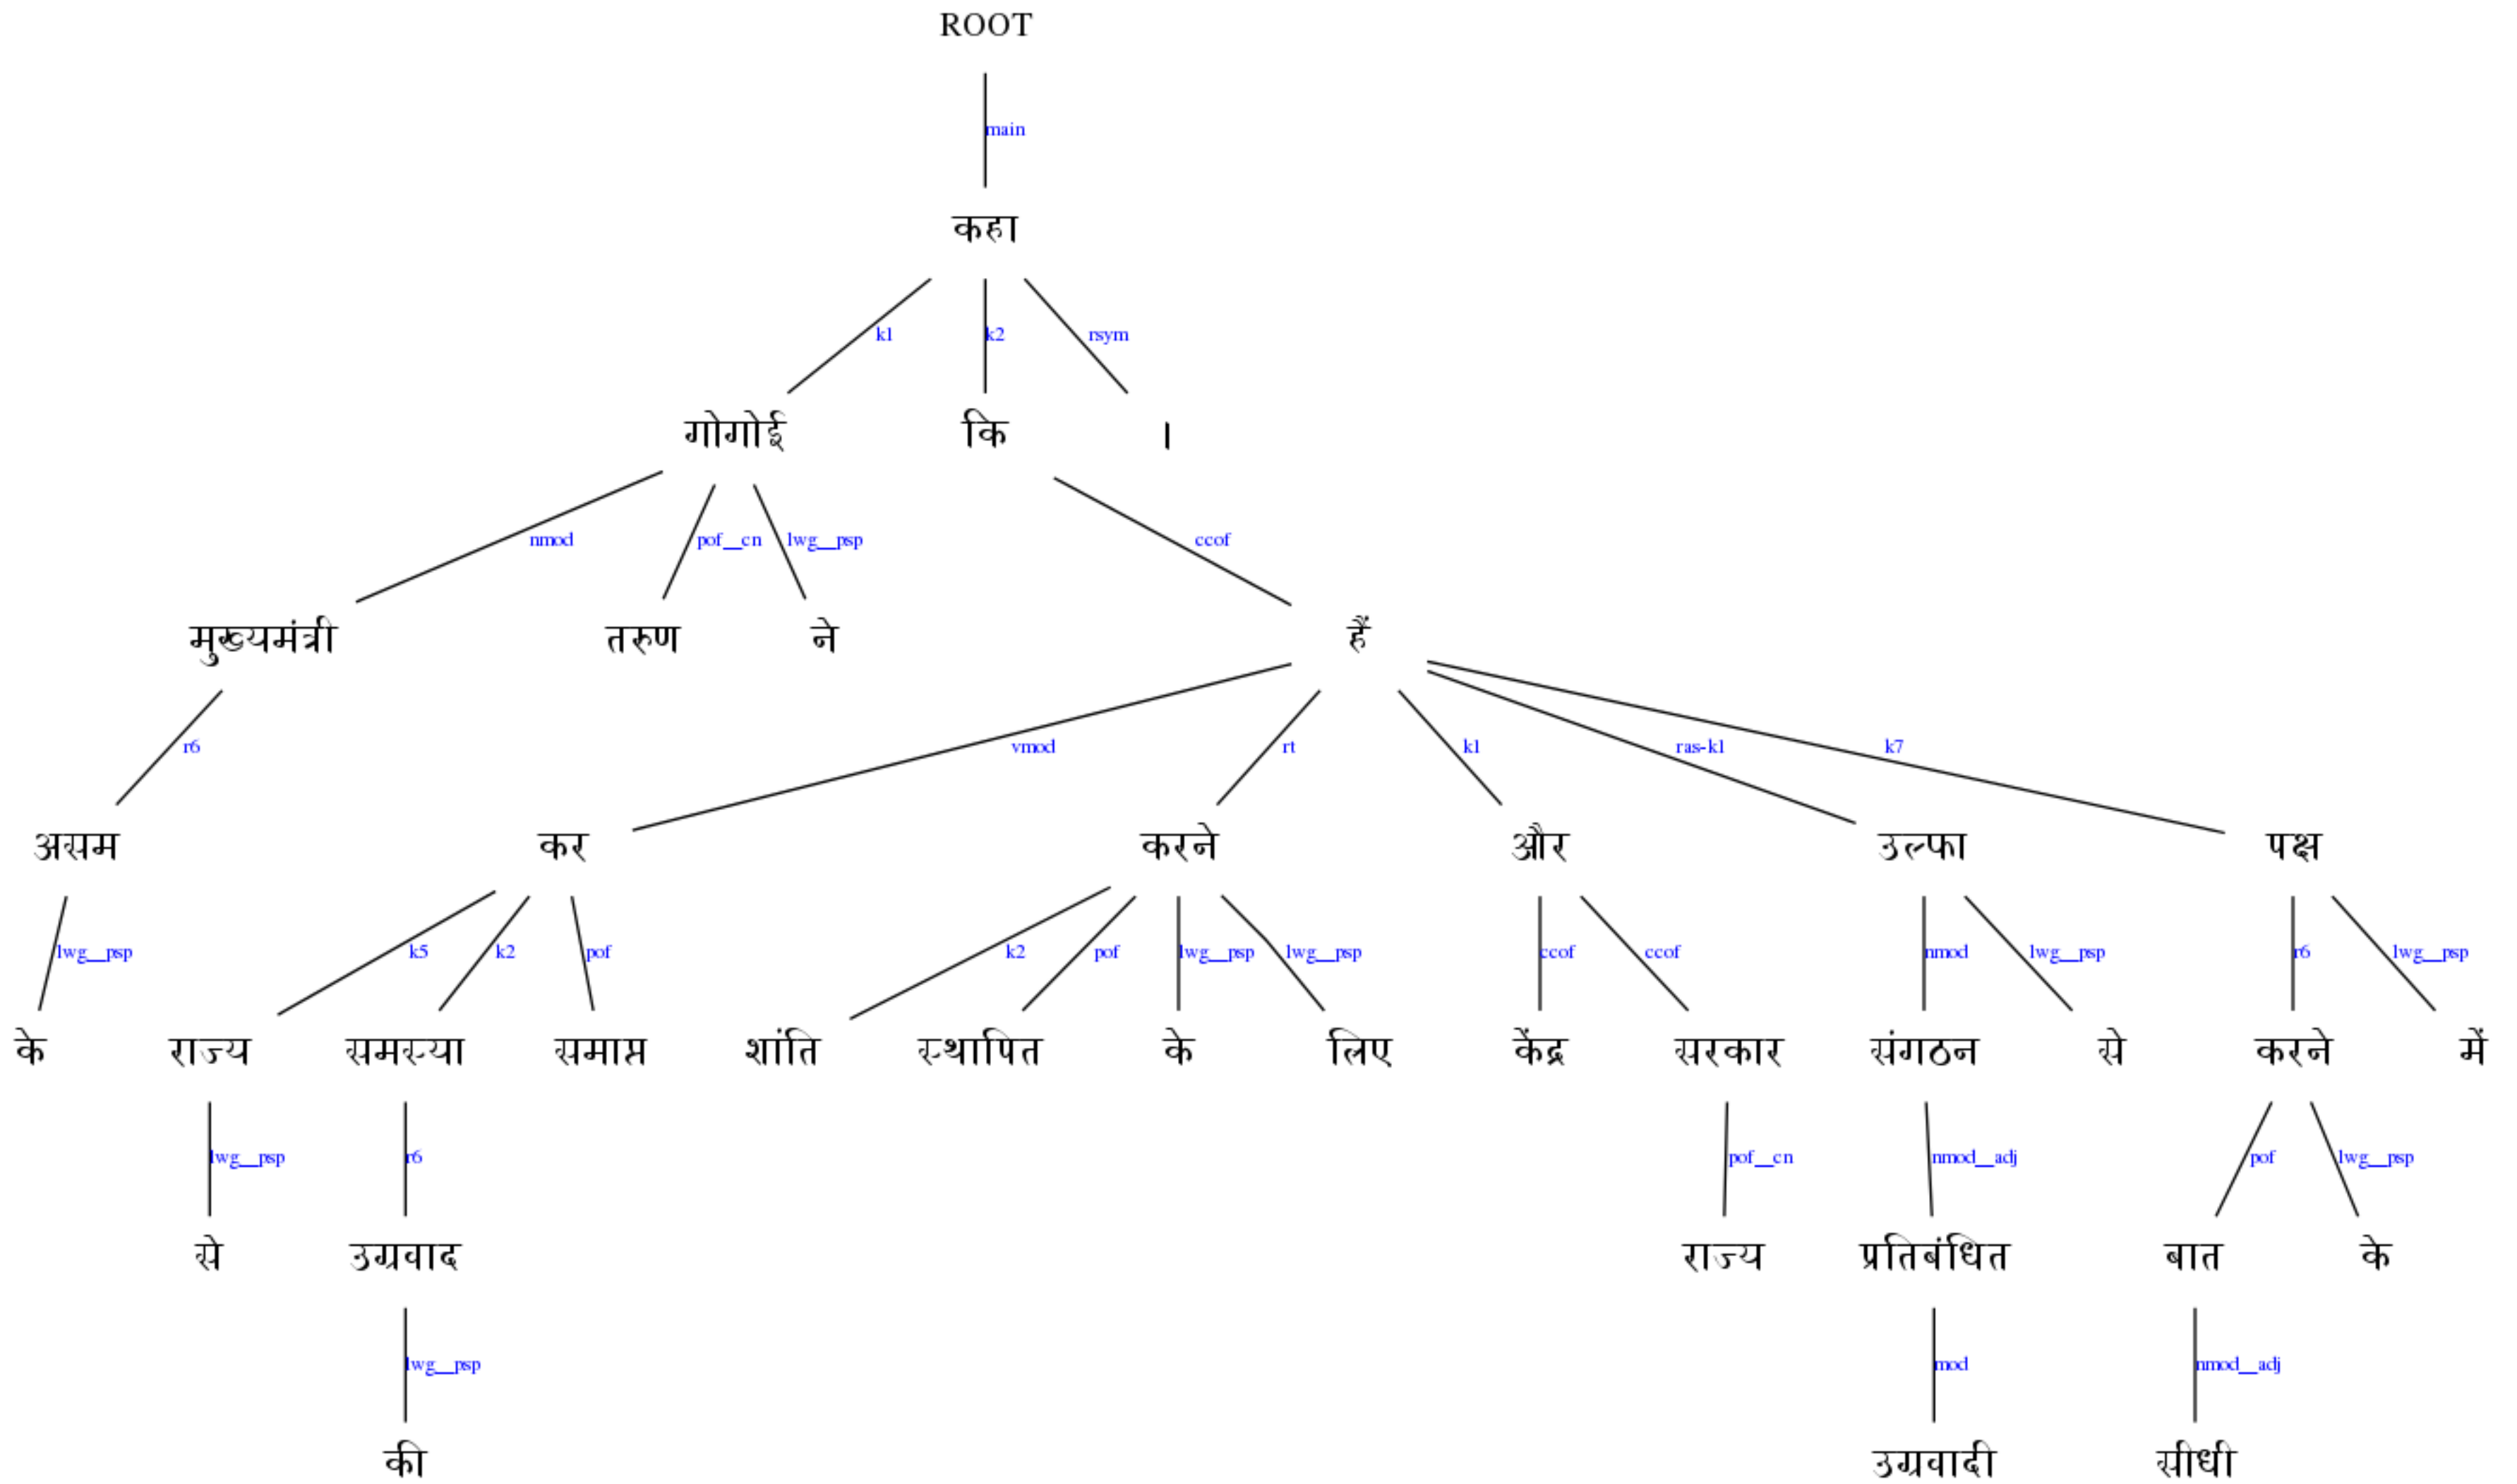 ROOT
main
कहा
k1 k2 rsym
गोगोई कि ।
nmod pof__cn lwg__psp ccof
मुख्यमंत्री तरुण ने हैं
r6 vmod rt k1 ras-k1 k7
असम कर करने और उल्फा पक्ष
lwg__psp k5 k2 pof k2 pof lwg__psp lwg__psp ccof ccof nmod lwg__psp r6 lwg__psp
के राज्य समस्या समाप्त शांति स्थापित के लिए केंद्र सरकार संगठन से करने में
lwg__psp r6 pof__cn nmod__adj pof lwg__psp
से उग्रवाद राज्य प्रतिबंधित बात के
lwg__psp mod nmod__adj
की उग्रवादी सीधी